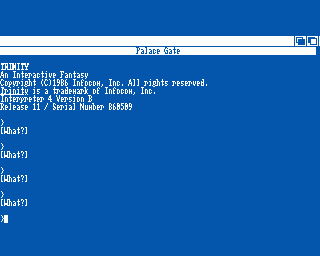 Palace Gate
TRINITY
An Interactive Fantasy
Copyright (C)1986 Infocom, Inc. All rights reserved.
Trinity is a trademark of Infocom, Inc.
Interpreter 4 Version B
Release 11 / Serial Number 860509
>
[What?]
>
[What?]
>
[What?]
>
[What?]
>